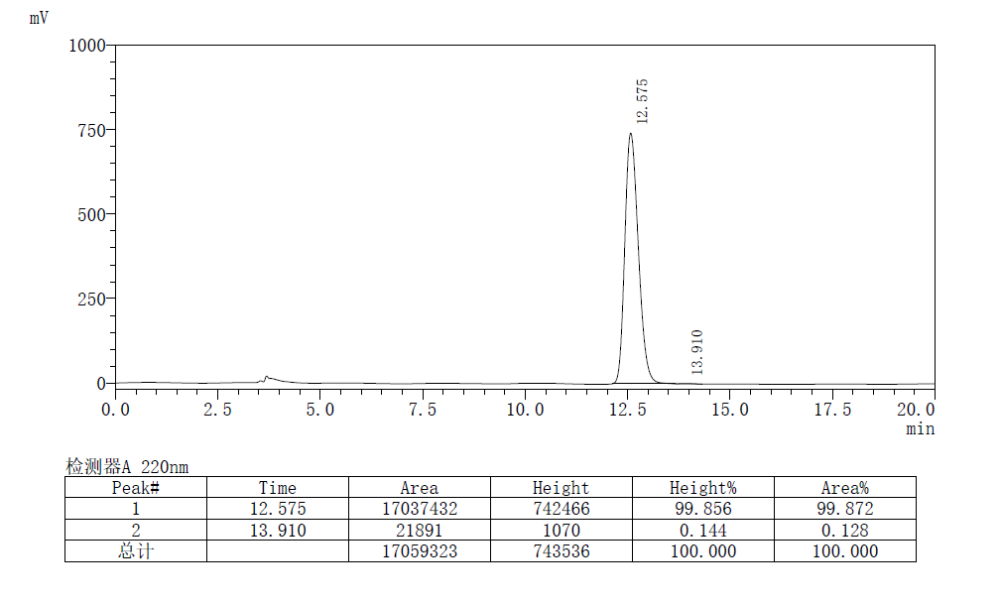 mV
1000
12.575
750
500
13.910
250
0
0.0 2.5 5.0 7.5 10.0 12.5 15.0 17.5 20.0
min
检测器A 220nm
Peak# Time Area Height Height% Area%
1 12.575 17037432 742466 99.856 99.872
2 13.910 21891 1070 0.144 0.128
总计 17059323 743536 100.000 100.000